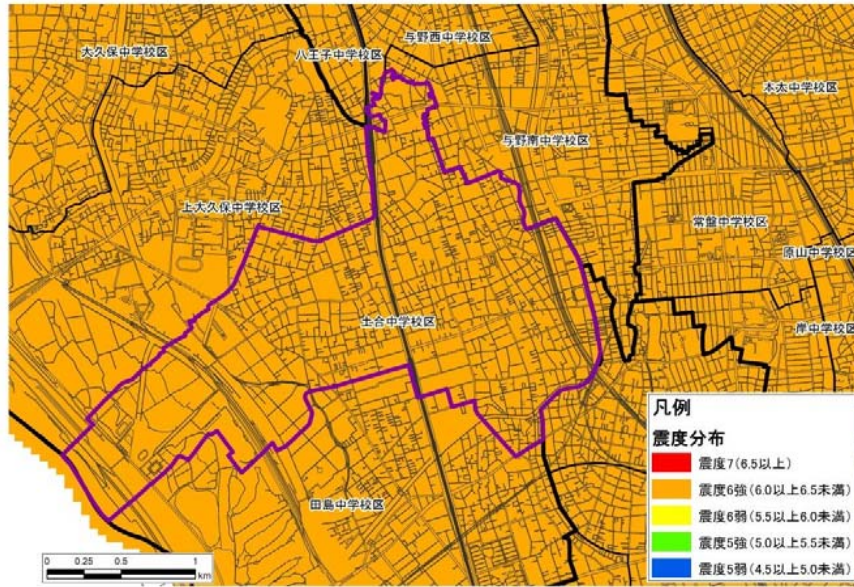 与野西中学校区
大久保中学校区
八王子中学校区
本太中学校区
与野南中学校区
上大久保中学校区
常盤中学校区
原山中学校区
土合中学校区
岸中学校区
田島中学校区
凡例
震度分布
震度7(6.5以上)
震度6強(6.0以上6.5未満)
震度6弱(5.5以上6.0未満)
震度5強(5.0以上5.5未満)
震度5弱(4.5以上5.0未満)
0 0.25 0.5 1
km